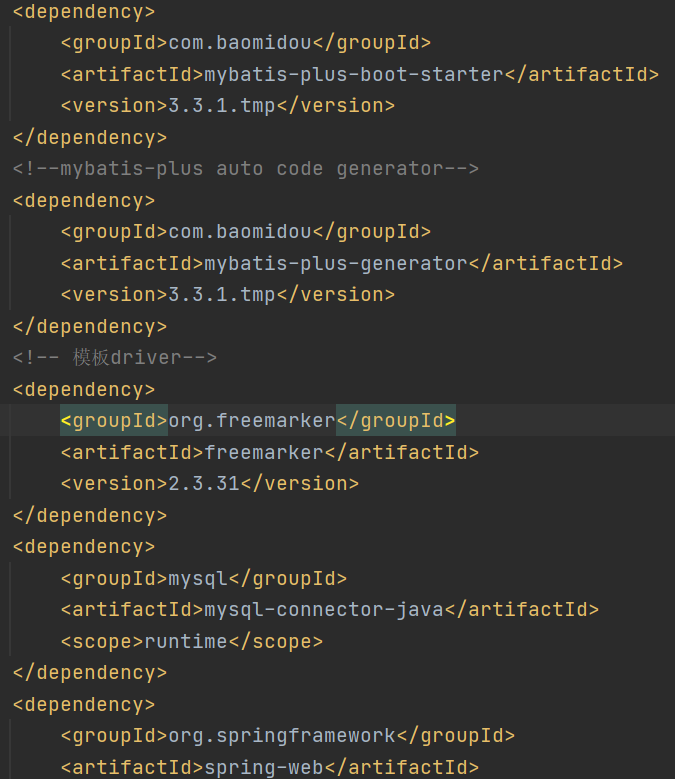 <dependency>
<groupId>com.baomidou</groupId>
<artifactId>mybatis-plus-boot-starter</artifactId>
<version>3.3.1.tmp</version>
</dependency>
<!--mybatis-plus auto code generator-->
<dependency>
<groupId>com.baomidou</groupId>
<artifactId>mybatis-plus-generator</artifactId>
<version>3.3.1.tmp</version>
</dependency>
<!-- 模板driver-->
<dependency>
<groupId>org.freemarker</groupId>
<artifactId>freemarker</artifactId>
<version>2.3.31</version>
</dependency>
<dependency>
<groupId>mysql</groupId>
<artifactId>mysql-connector-java</artifactId>
<scope>runtime</scope>
</dependency>
<dependency>
<groupId>org.springframework</groupId>
<artifactId>spring-web</artifactId>